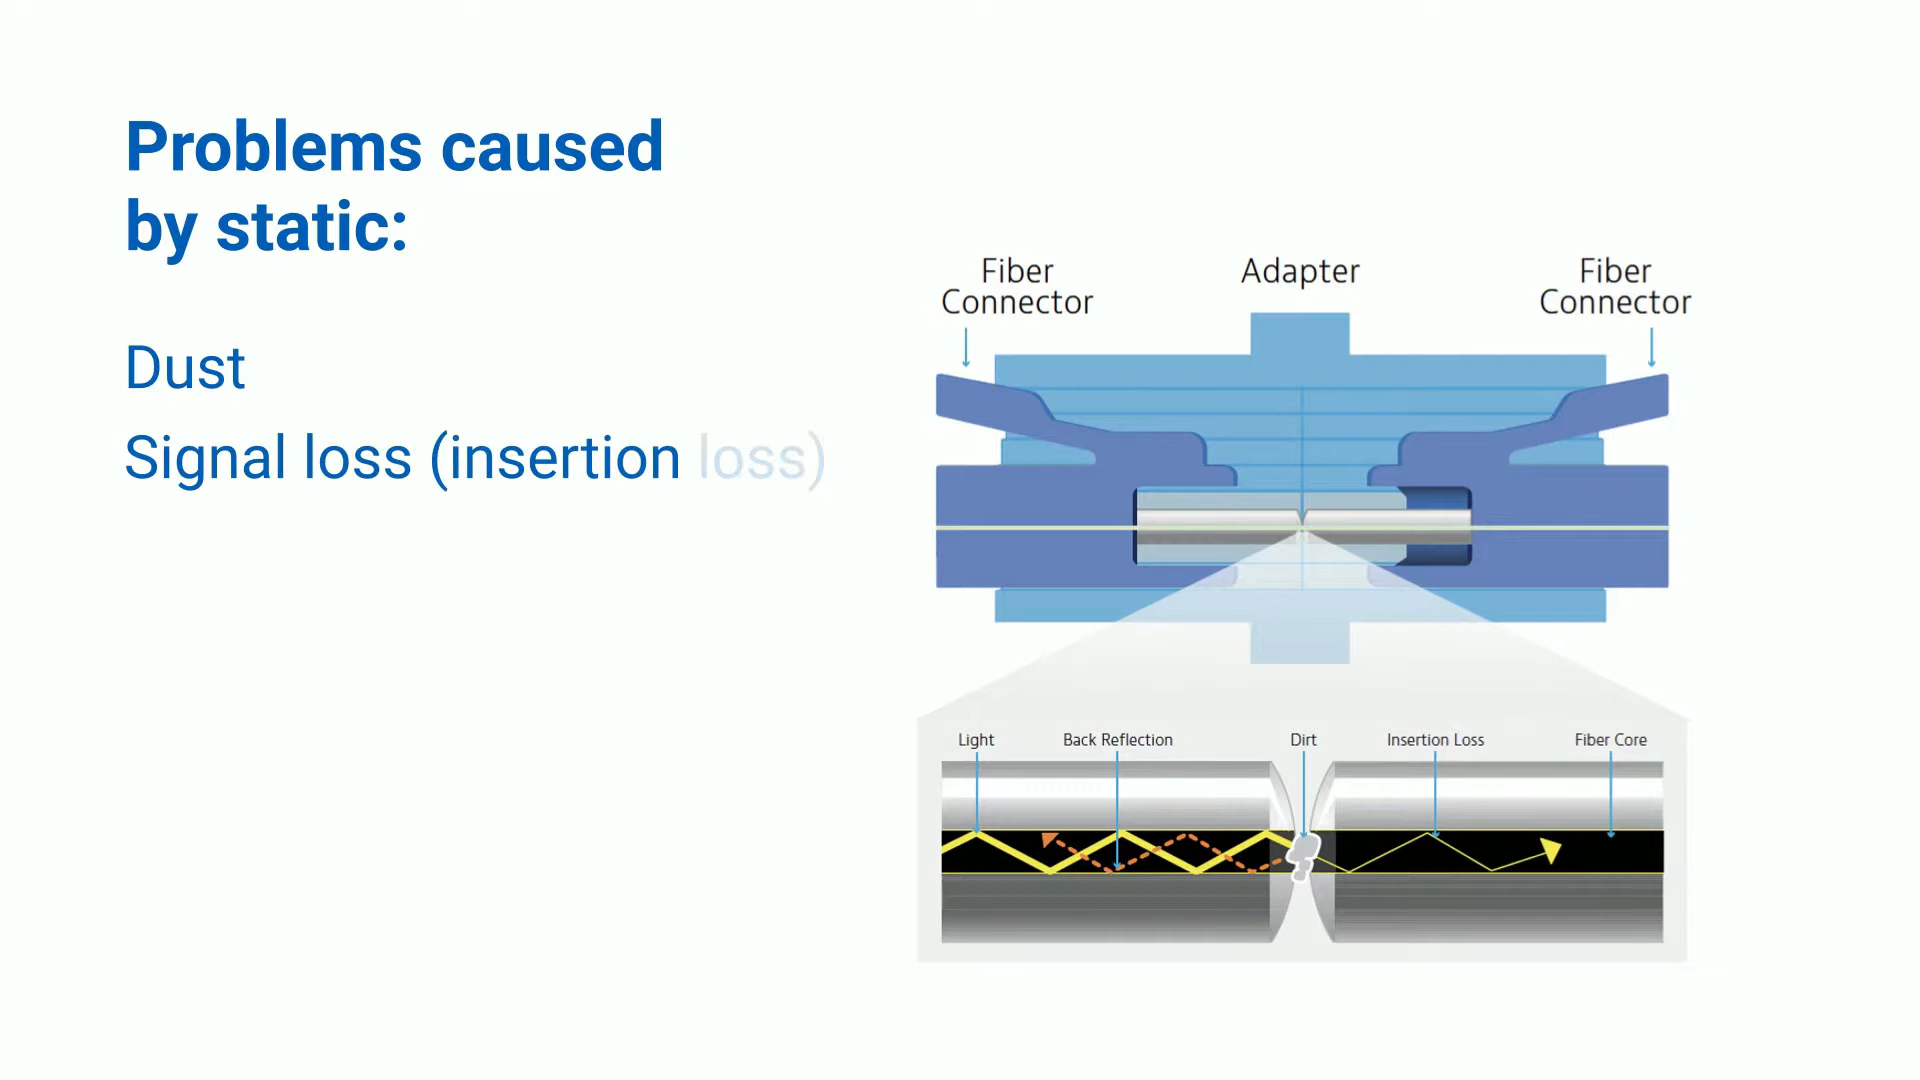 Problems caused
by static:
Dust
Signal loss (insertion loss)
Fiber
Connector
Adapter
Fiber
Connector
Light
Back Reflection
Dirt
Insertion Loss
Fiber Core